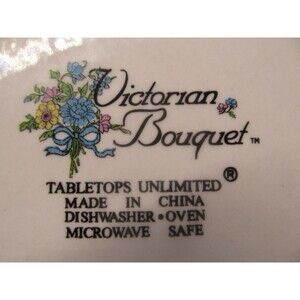 Victorian
Bouquet™
TABLETOPS UNLIMITED®
MADE IN CHINA
DISHWASHER • OVEN
MICROWAVE SAFE